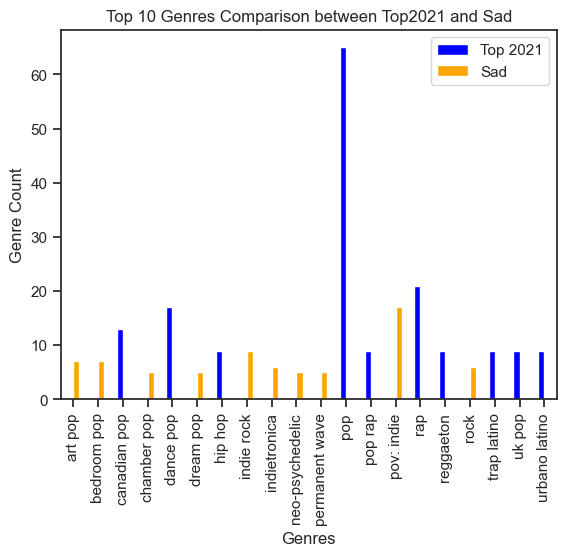 Top 10 Genres Comparison between Top2021 and Sad
Top 2021
Sad
Genre Count
60
50
40
30
20
10
0
art pop
bedroom pop
canadian pop
chamber pop
dance pop
dream pop
hip hop
indie rock
indietronica
neo-psychedelic
permanent wave
pop
pop rap
pov: indie
rap
reggaeton
rock
trap latino
uk pop
urbano latino
Genres